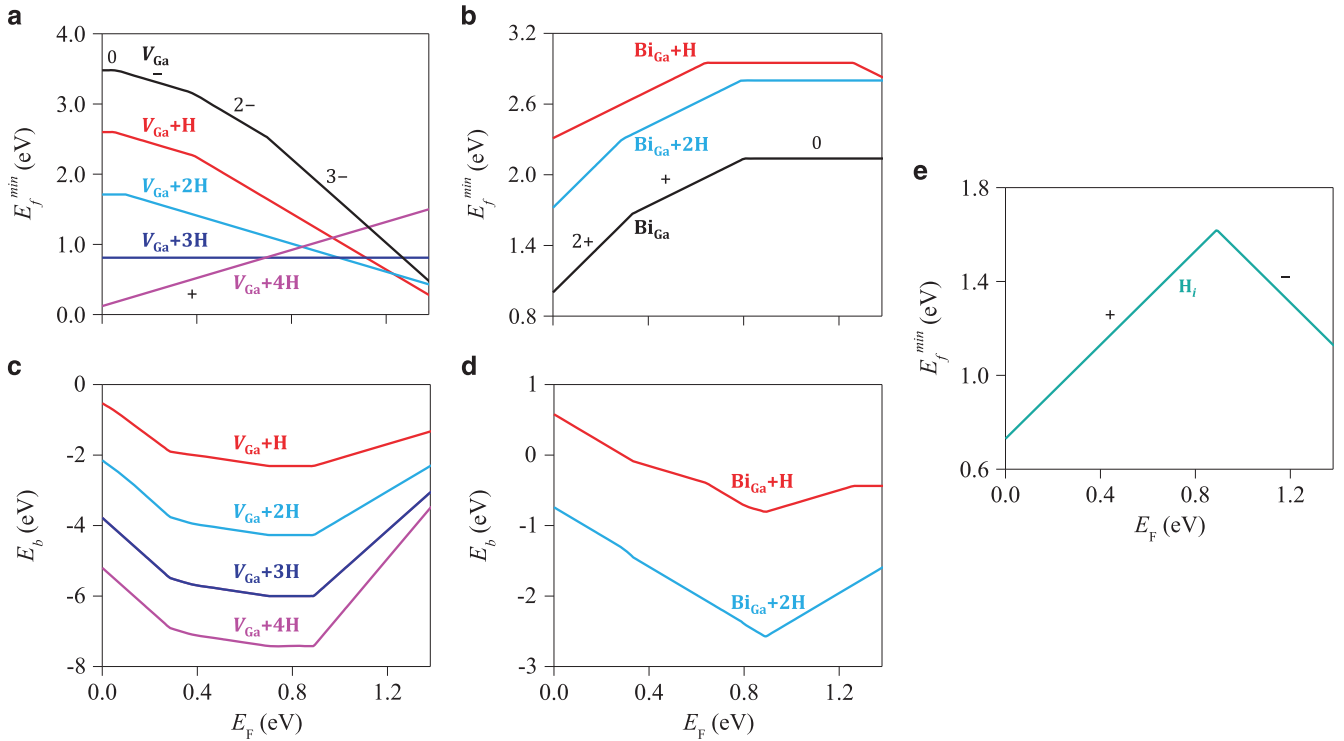 a
4.0
3.0
2.0
1.0
0.0
E_f^min (eV)
0
V_Ga
−
2−
3−
V_Ga+H
V_Ga+2H
V_Ga+3H
V_Ga+4H
+
b
3.2
2.6
2.0
1.4
0.8
E_f^min (eV)
Bi_Ga+H
Bi_Ga+2H
0
+
Bi_Ga
2+
c
0
-2
-4
-6
-8
E_b (eV)
V_Ga+H
V_Ga+2H
V_Ga+3H
V_Ga+4H
0.0
0.4
0.8
1.2
E_F (eV)
d
1
0
-1
-2
-3
E_b (eV)
Bi_Ga+H
Bi_Ga+2H
0.0
0.4
0.8
1.2
E_F (eV)
e
1.8
1.4
1.0
0.6
E_f^min (eV)
+
H_i
−
0.0
0.4
0.8
1.2
E_F (eV)